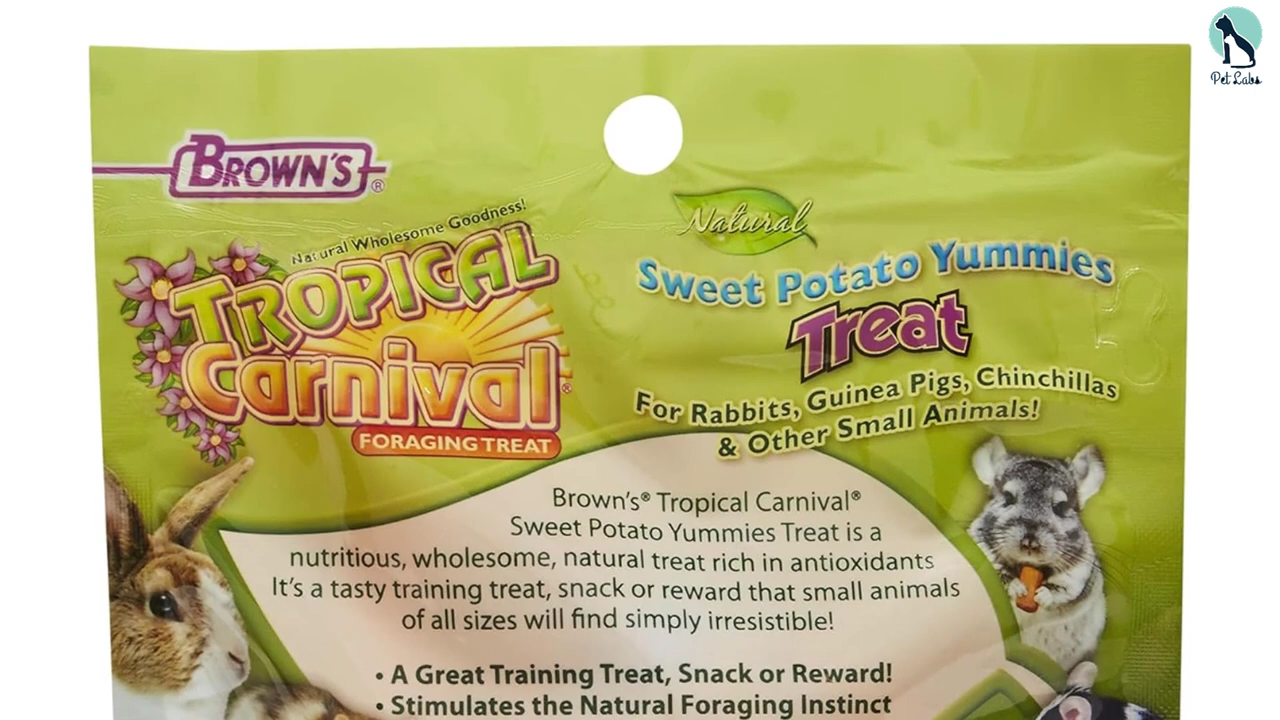 Pet Labs
BROWN'S®
Natural Wholesome Goodness!
TROPICAL
Carnival®
FORAGING TREAT
Natural
Sweet Potato Yummies
Treat
For Rabbits, Guinea Pigs, Chinchillas
& Other Small Animals!
Brown's® Tropical Carnival®
Sweet Potato Yummies Treat is a
nutritious, wholesome, natural treat rich in antioxidants
It's a tasty training treat, snack or reward that small animals
of all sizes will find simply irresistible!
• A Great Training Treat, Snack or Reward!
• Stimulates the Natural Foraging Instinct